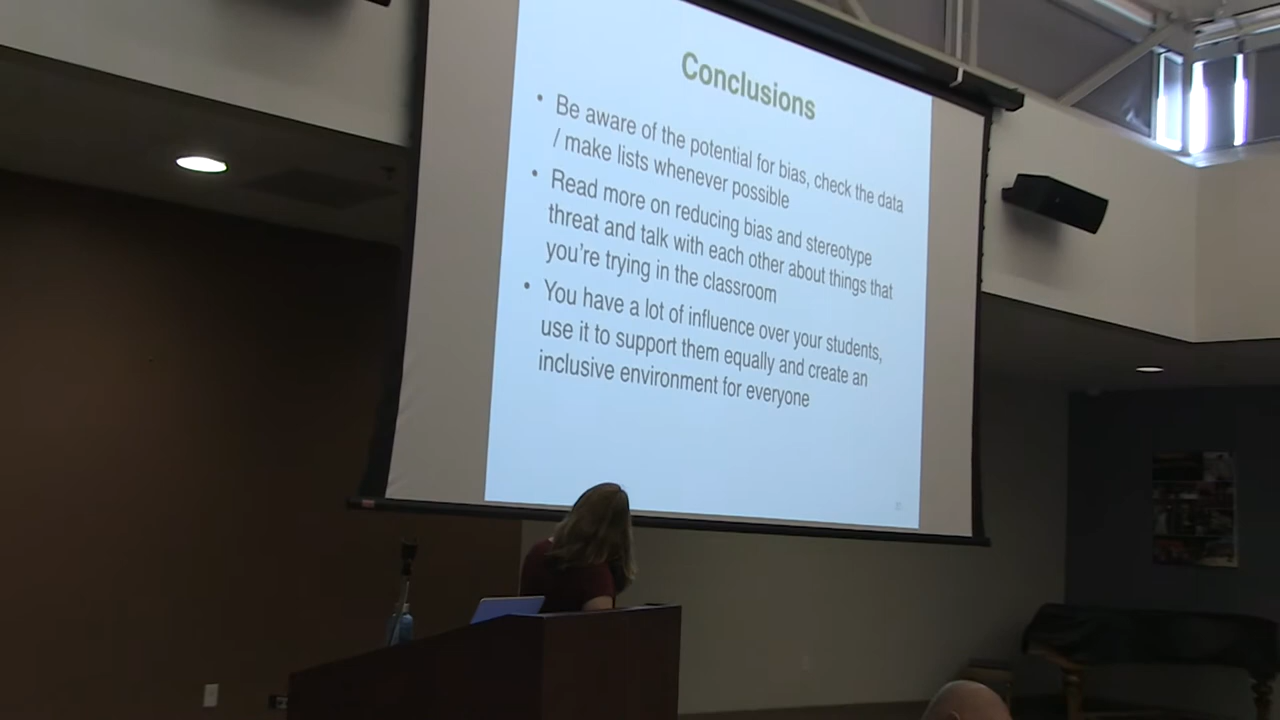 Conclusions
• Be aware of the potential for bias, check the data
/ make lists whenever possible
• Read more on reducing bias and stereotype
threat and talk with each other about things that
you're trying in the classroom
• You have a lot of influence over your students,
use it to support them equally and create an
inclusive environment for everyone